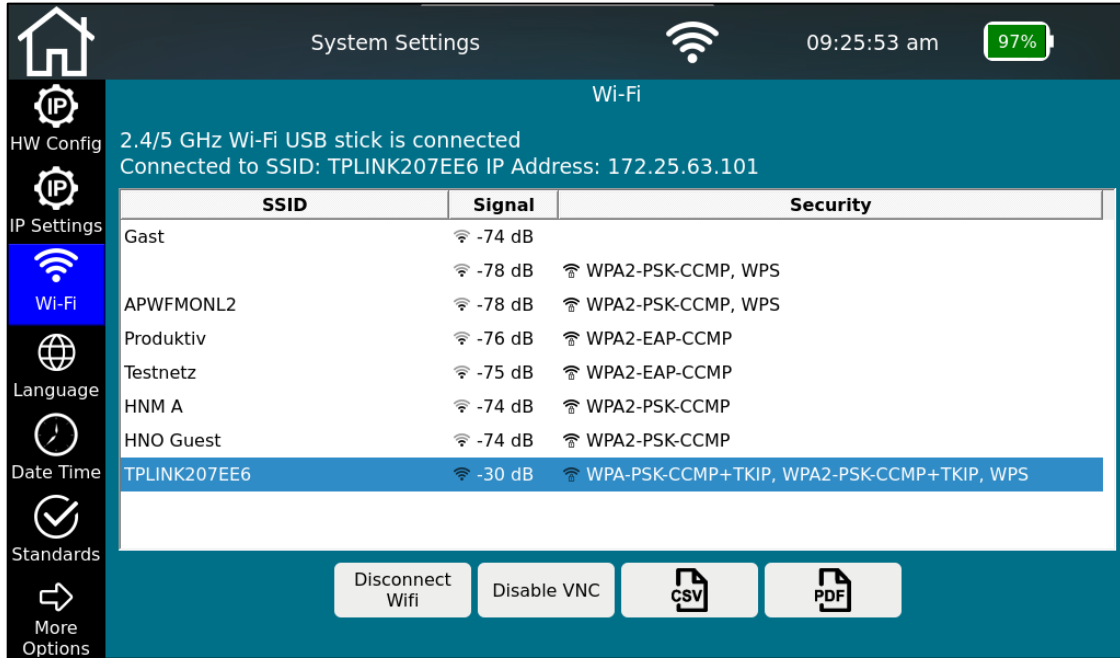 System Settings 09:25:53 am 97%
Wi-Fi
IP
HW Config
IP
IP Settings
Wi-Fi
Language
Date Time
Standards
More
Options
2.4/5 GHz Wi-Fi USB stick is connected
Connected to SSID: TPLINK207EE6 IP Address: 172.25.63.101
SSID Signal Security
Gast -74 dB
-78 dB WPA2-PSK-CCMP, WPS
APWFMONL2 -78 dB WPA2-PSK-CCMP, WPS
Produktiv -76 dB WPA2-EAP-CCMP
Testnetz -75 dB WPA2-EAP-CCMP
HNM A -74 dB WPA2-PSK-CCMP
HNO Guest -74 dB WPA2-PSK-CCMP
TPLINK207EE6 -30 dB WPA-PSK-CCMP+TKIP, WPA2-PSK-CCMP+TKIP, WPS
Disconnect
Wifi
Disable VNC
CSV
PDF